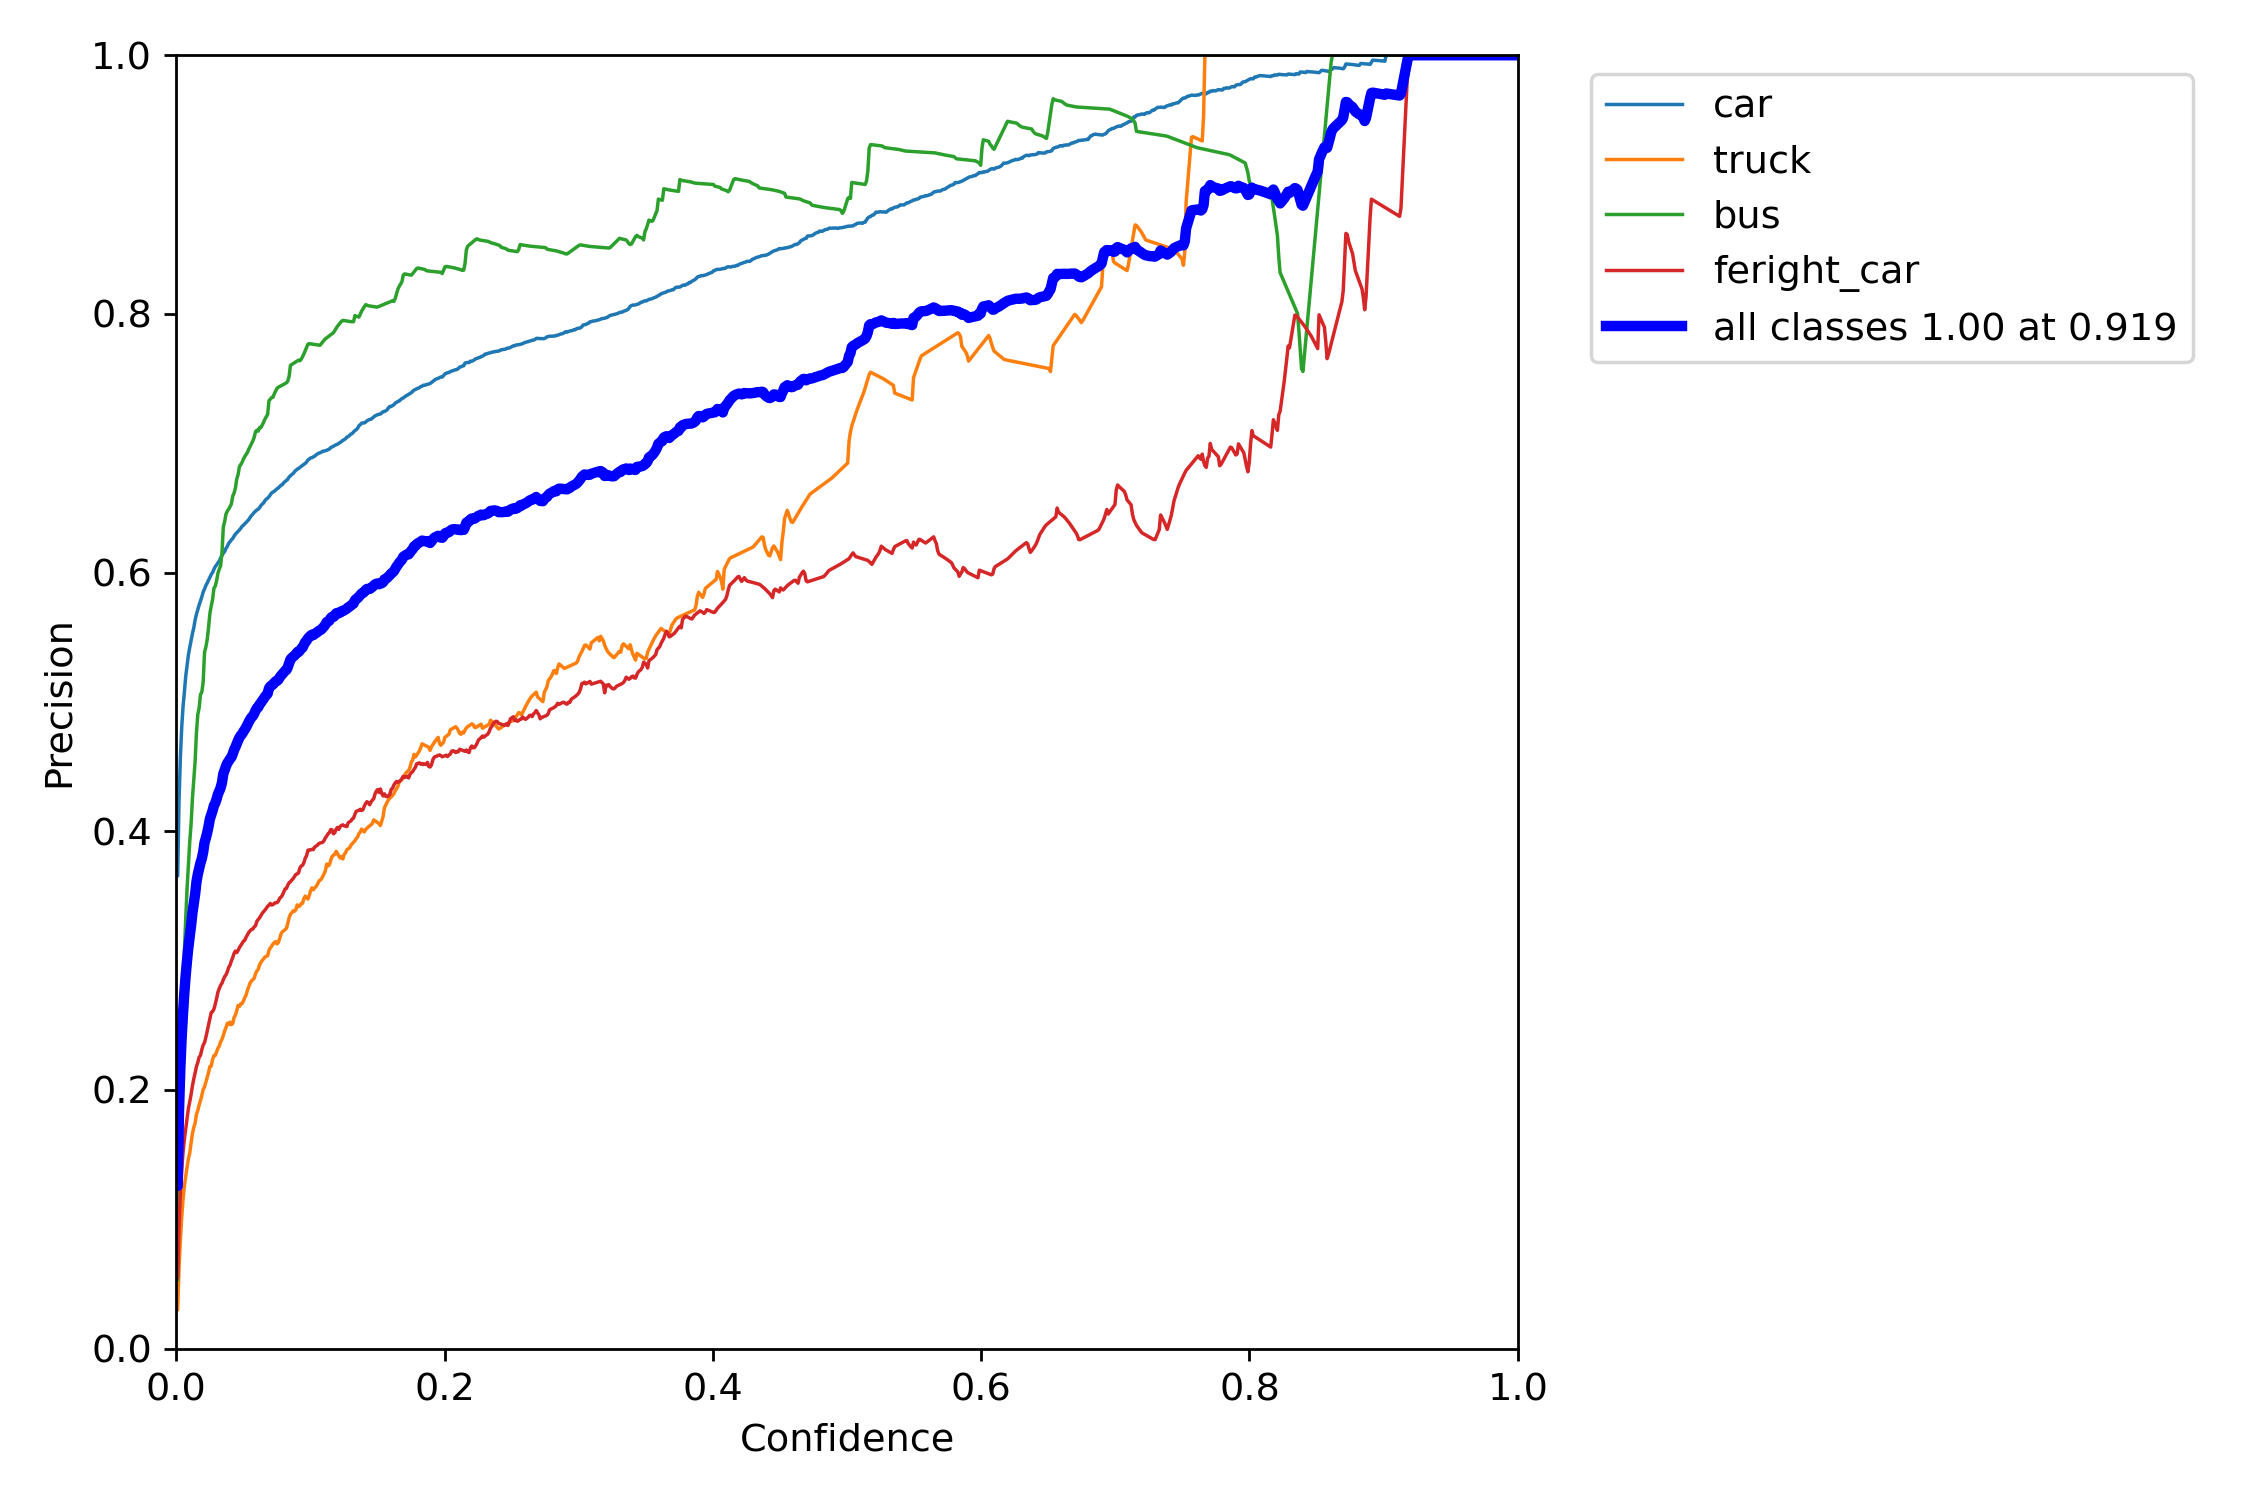 1.0
0.8
0.6
0.4
0.2
0.0
Precision
0.0 0.2 0.4 0.6 0.8 1.0
Confidence
car
truck
bus
feright_car
all classes 1.00 at 0.919